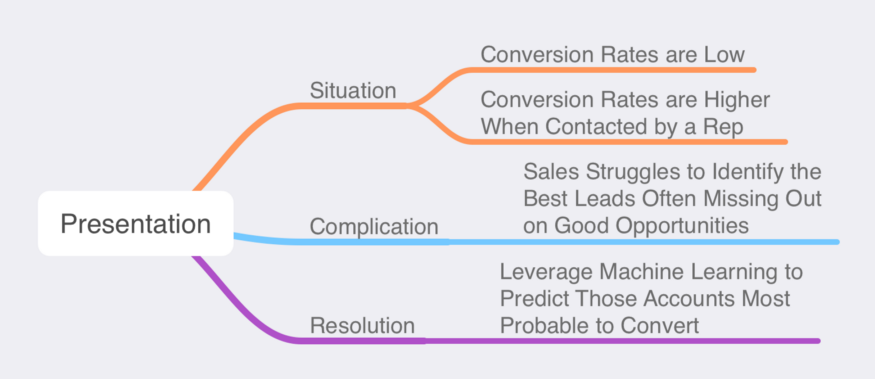 Presentation
Situation
Conversion Rates are Low
Conversion Rates are Higher
When Contacted by a Rep
Complication
Sales Struggles to Identify the
Best Leads Often Missing Out
on Good Opportunities
Resolution
Leverage Machine Learning to
Predict Those Accounts Most
Probable to Convert